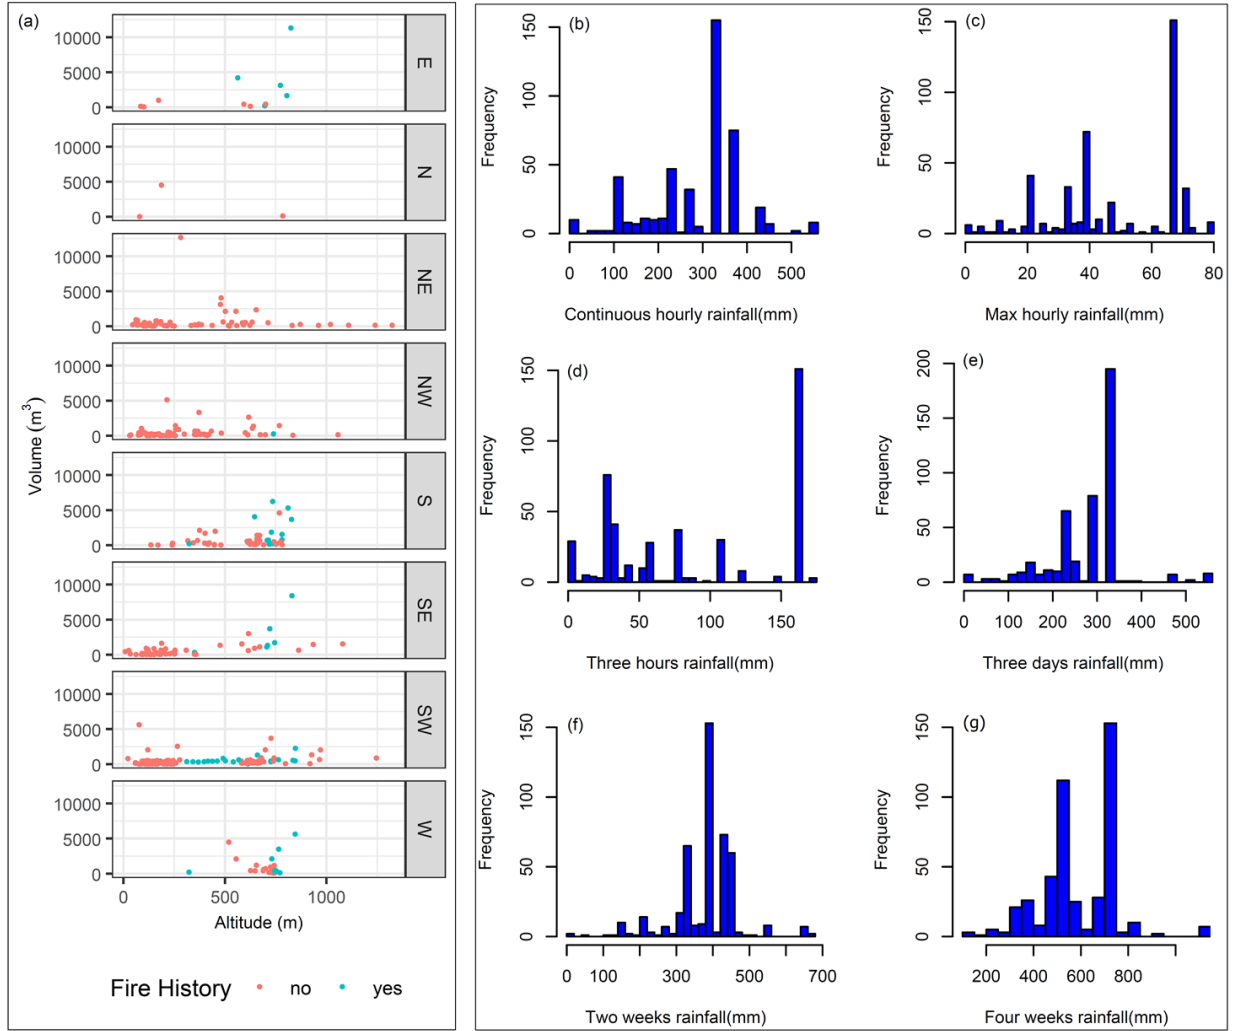 (a)
10000
5000
0
E
10000
5000
0
N
10000
5000
0
NE
10000
5000
0
NW
10000
5000
0
S
10000
5000
0
SE
10000
5000
0
SW
10000
5000
0
W
Volume (m³)
0 500 1000
Altitude (m)
Fire History no yes
(b)
Frequency
0 50 100 150
0 100 200 300 400 500
Continuous hourly rainfall(mm)
(c)
Frequency
0 50 100 150
0 20 40 60 80
Max hourly rainfall(mm)
(d)
Frequency
0 50 100 150
0 50 100 150
Three hours rainfall(mm)
(e)
Frequency
0 50 100 150 200
0 100 200 300 400 500
Three days rainfall(mm)
(f)
Frequency
0 50 100 150
0 100 300 500 700
Two weeks rainfall(mm)
(g)
Frequency
0 50 100 150
200 400 600 800
Four weeks rainfall(mm)